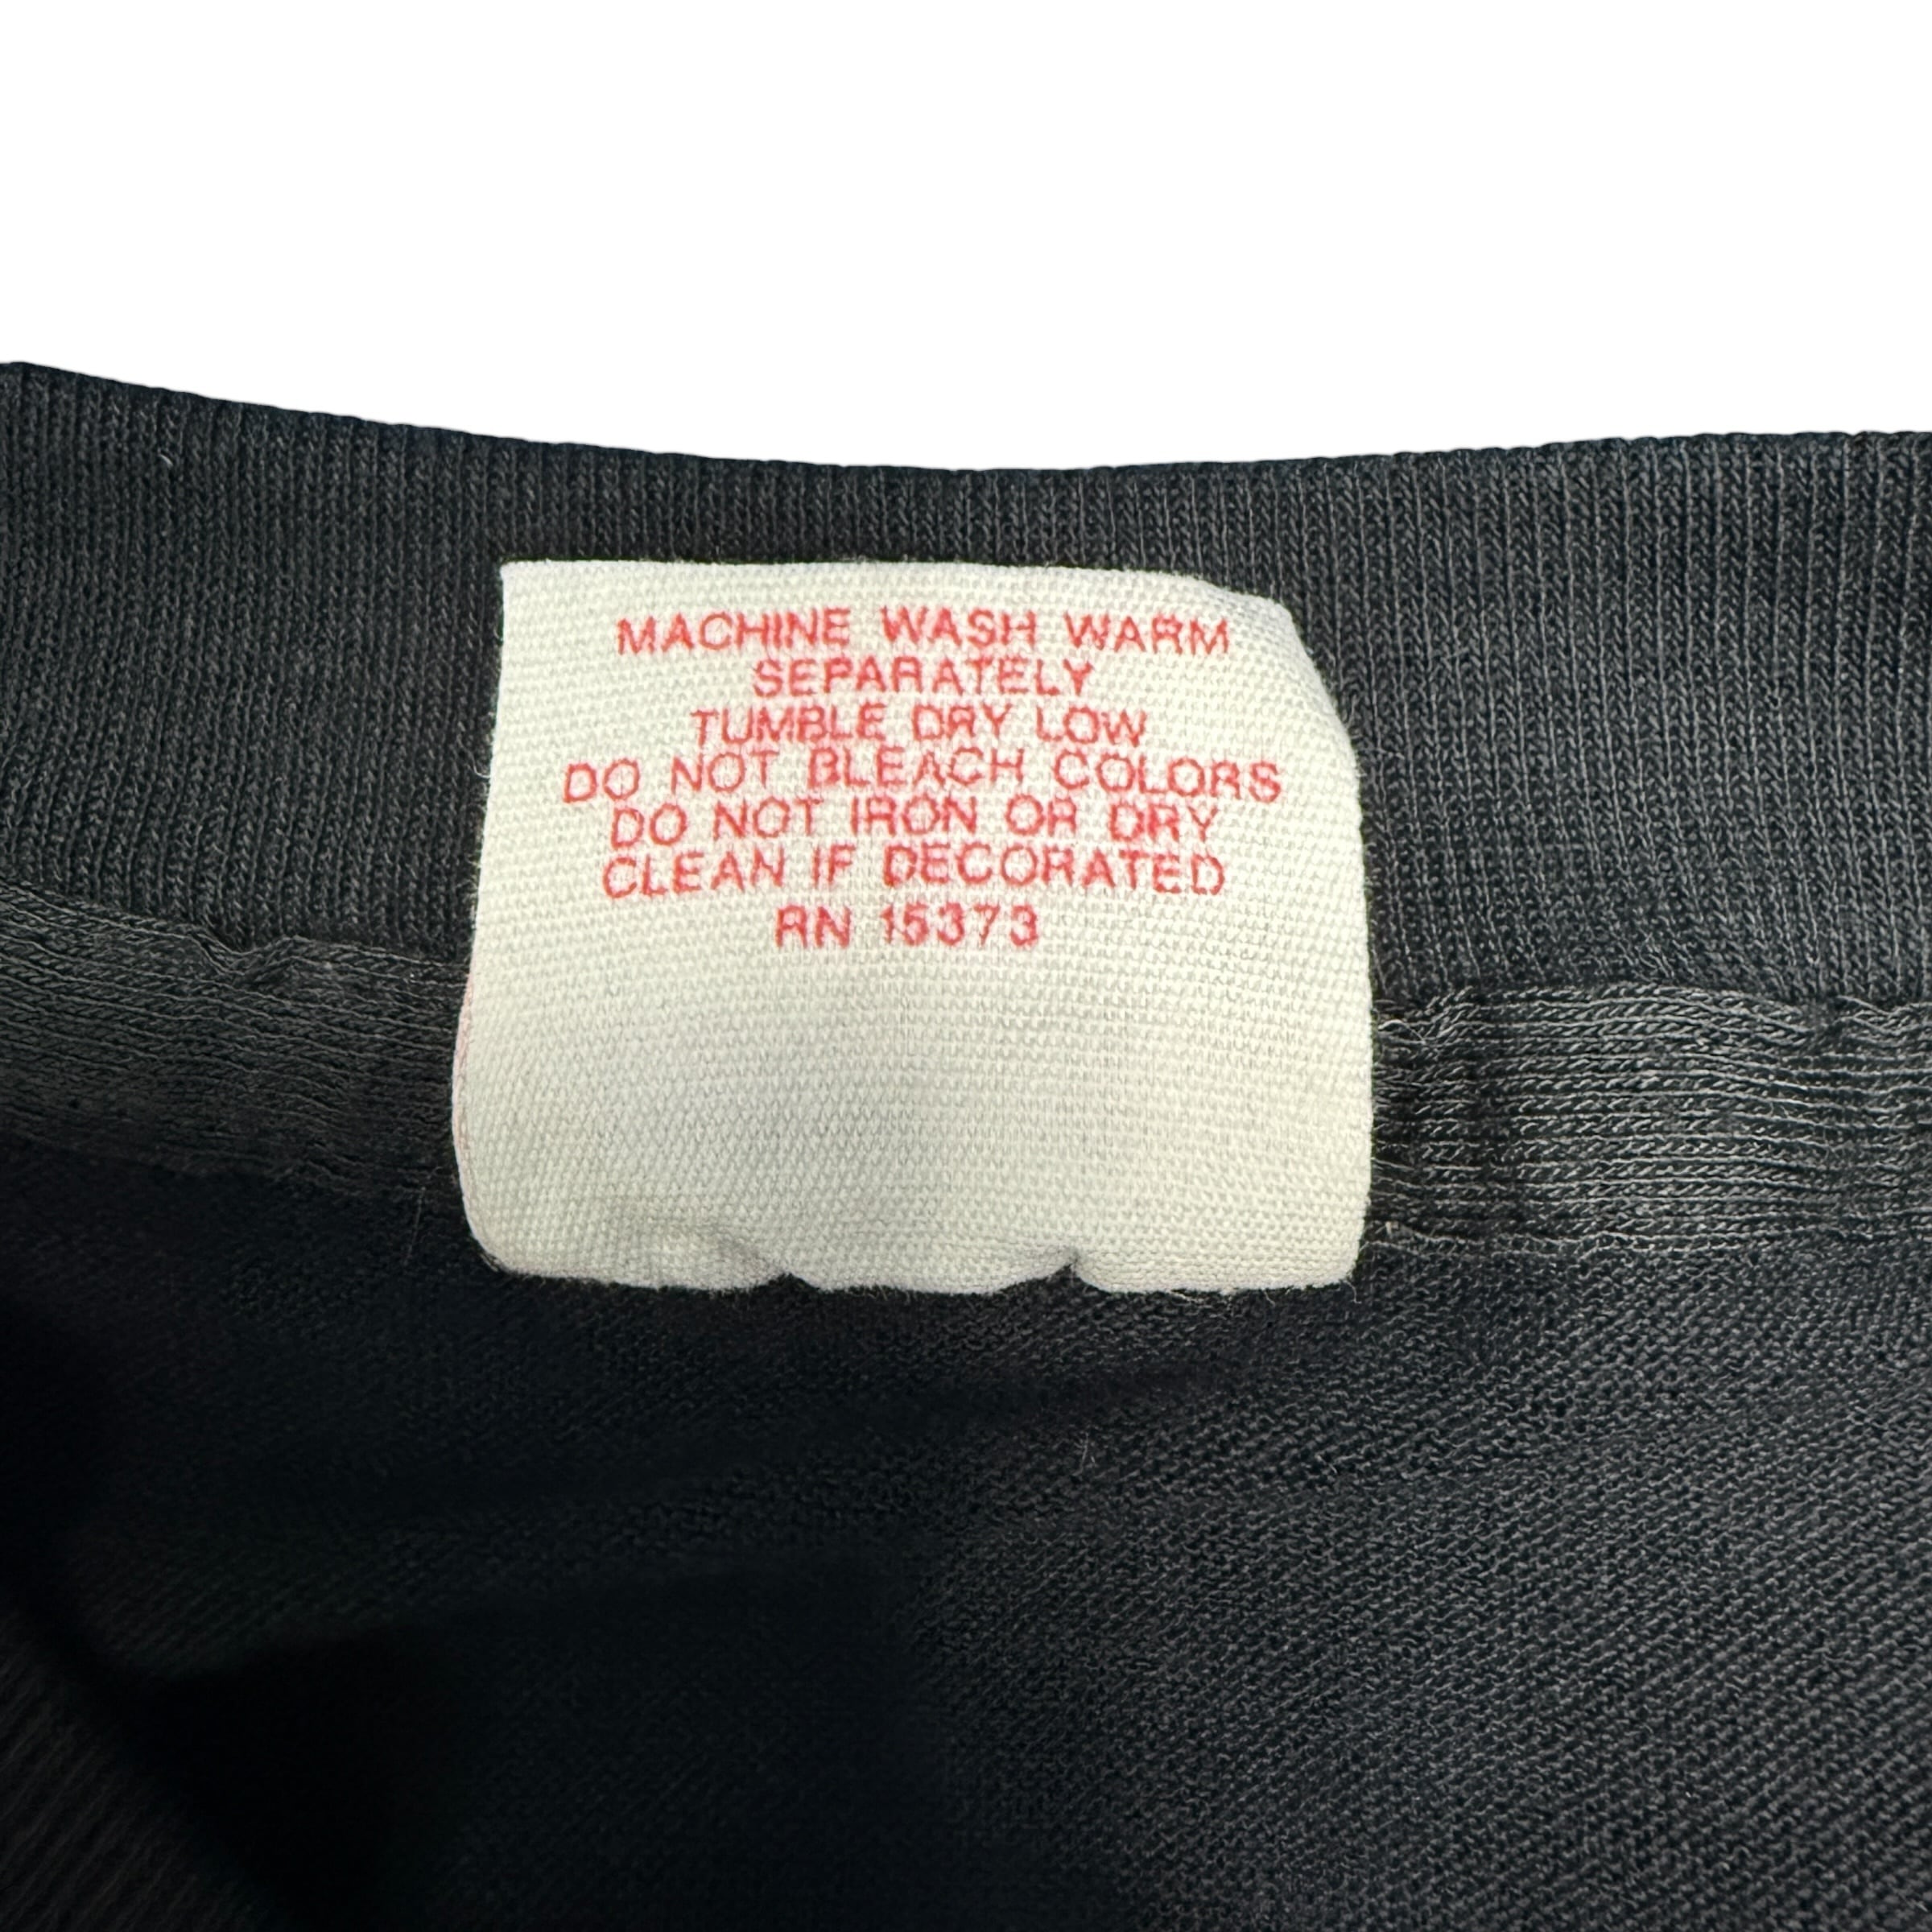 MACHINE WASH WARM
SEPARATELY
TUMBLE DRY LOW
DO NOT BLEACH COLORS
DO NOT IRON OR DRY
CLEAN IF DECORATED
RN 15373